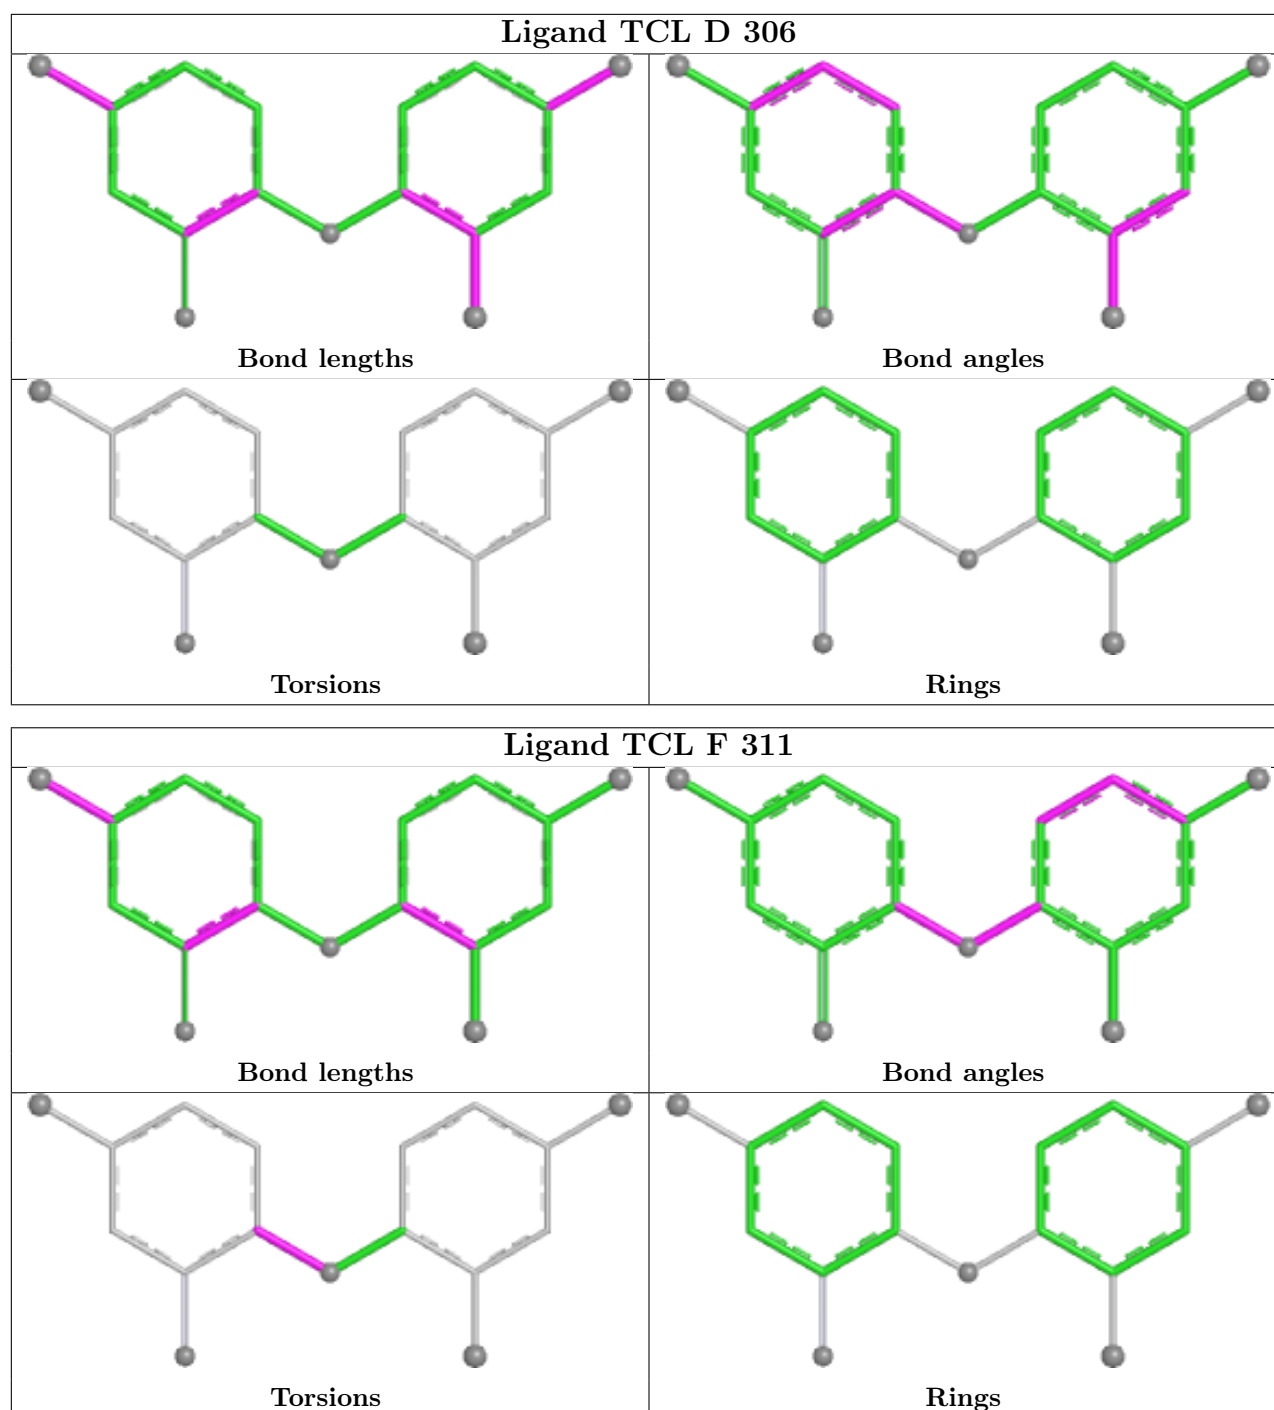 Ligand TCL D 306
Bond lengths
Bond angles
Torsions
Rings
Ligand TCL F 311
Bond lengths
Bond angles
Torsions
Rings